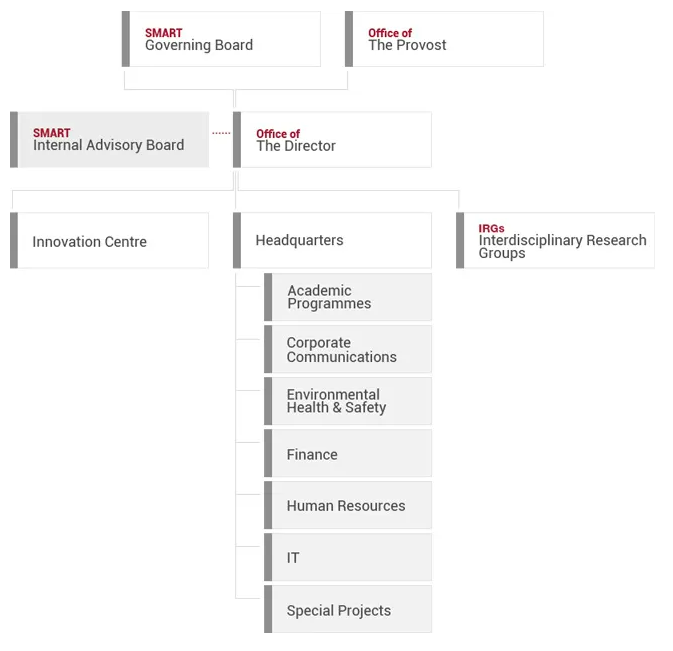 SMART
Governing Board
Office of
The Provost
SMART
Internal Advisory Board
Office of
The Director
Innovation Centre
Headquarters
IRGs
Interdisciplinary Research
Groups
Academic
Programmes
Corporate
Communications
Environmental
Health & Safety
Finance
Human Resources
IT
Special Projects